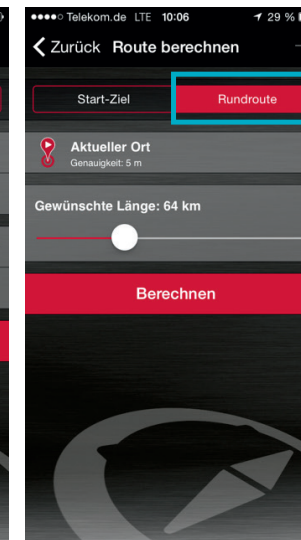 Telekom.de LTE 10:06 29 %
Zurück Route berechnen
Start-Ziel Rundroute
Aktueller Ort
Genauigkeit: 5 m
Gewünschte Länge: 64 km
Berechnen